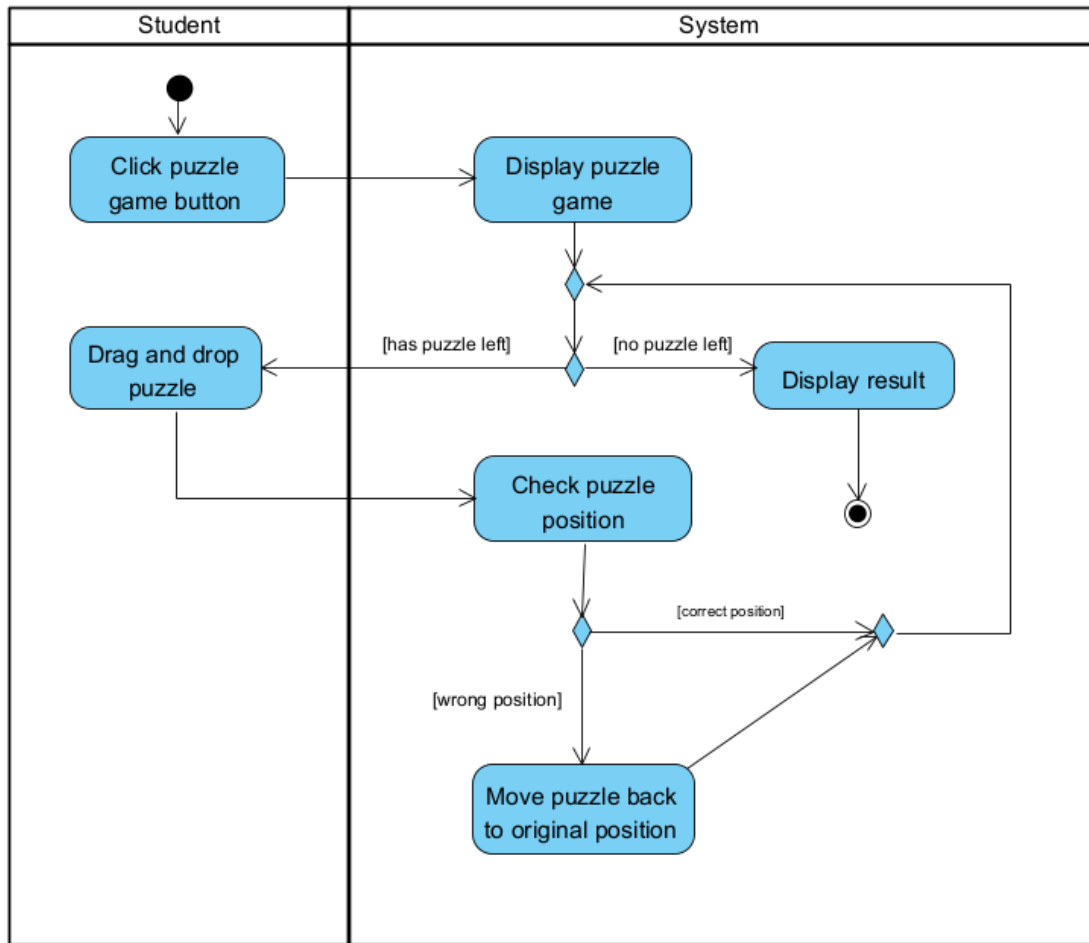 Student
System
Click puzzle
game button
Display puzzle
game
[has puzzle left]
[no puzzle left]
Drag and drop
puzzle
Display result
Check puzzle
position
[correct position]
[wrong position]
Move puzzle back
to original position